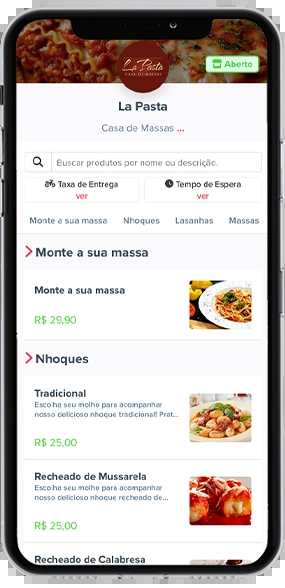 La Pasta
CASA DE MASSAS
Aberto
La Pasta
Casa de Massas ...
Buscar produtos por nome ou descrição.
Taxa de Entrega
ver
Tempo de Espera
ver
Monte a sua massa
Nhoques
Lasanhas
Massas
Monte a sua massa
Monte a sua massa
R$ 29,90
Nhoques
Tradicional
Escolha seu molho para acompanhar
nosso delicioso nhoque tradicional! Prat...
R$ 25,00
Recheado de Mussarela
Escolha seu molho para acompanhar
nosso delicioso nhoque recheado de...
R$ 25,00
Recheado de Calabresa